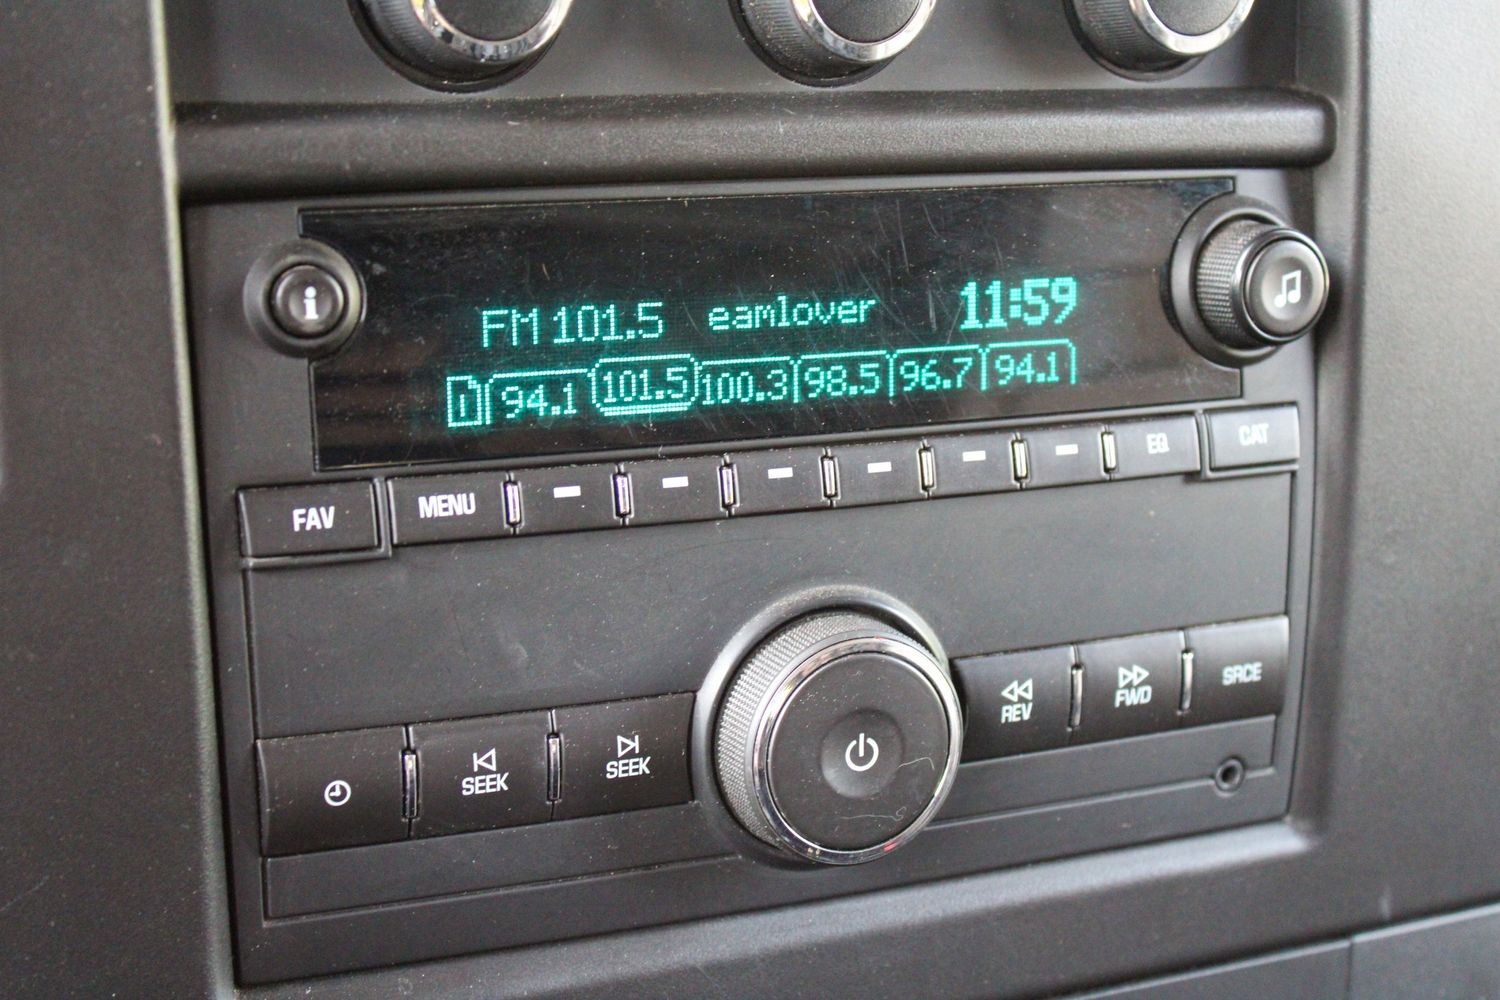 i
FM 101.5 eamlover 11:59
1 94.1 101.5 100.3 98.5 96.7 94.1
FAV MENU EQ CAT
SEEK SEEK REV FWD SRCE